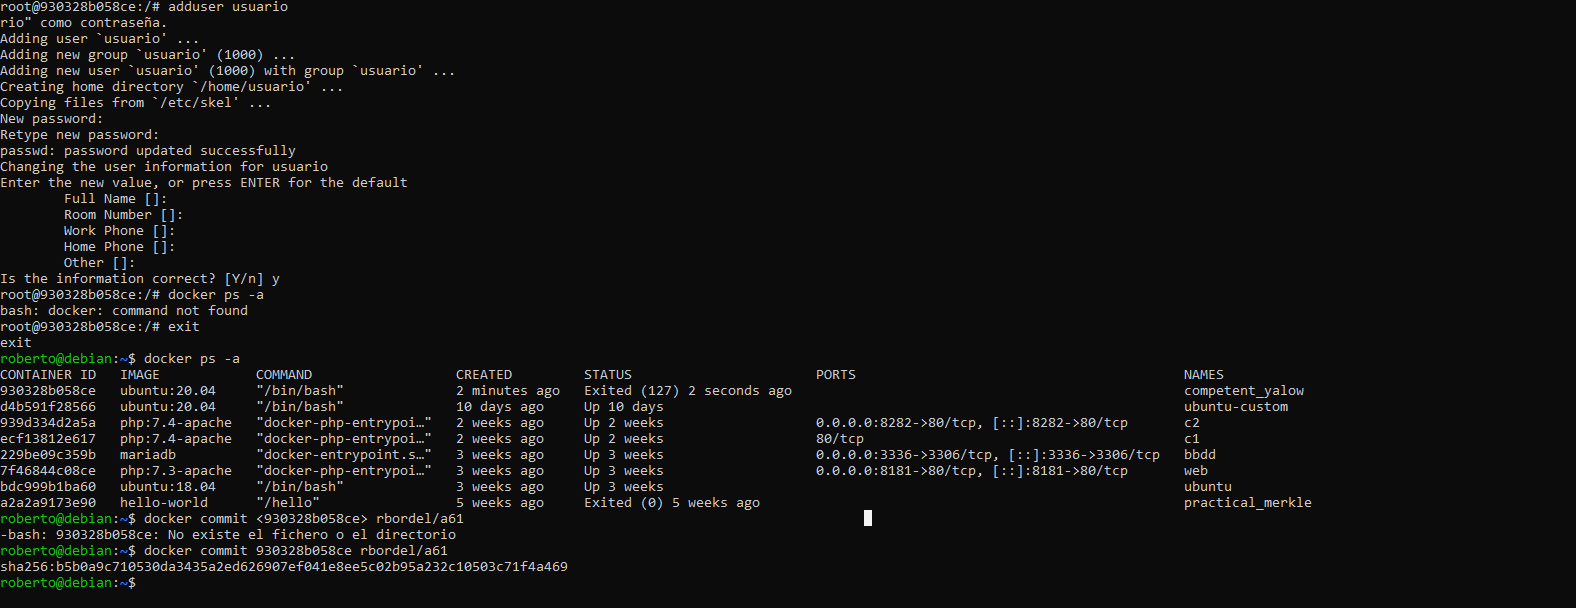 root@930328b058ce:/# adduser usuario
rio" como contraseña.
Adding user `usuario' ...
Adding new group `usuario' (1000) ...
Adding new user `usuario' (1000) with group `usuario' ...
Creating home directory `/home/usuario' ...
Copying files from `/etc/skel' ...
New password:
Retype new password:
passwd: password updated successfully
Changing the user information for usuario
Enter the new value, or press ENTER for the default
        Full Name []:
        Room Number []:
        Work Phone []:
        Home Phone []:
        Other []:
Is the information correct? [Y/n] y
root@930328b058ce:/# docker ps -a
bash: docker: command not found
root@930328b058ce:/# exit
exit
roberto@debian:~$ docker ps -a
CONTAINER ID   IMAGE            COMMAND                  CREATED         STATUS                       PORTS                                         NAMES
930328b058ce   ubuntu:20.04     "/bin/bash"              2 minutes ago   Exited (127) 2 seconds ago                                                 competent_yalow
d4b591f28566   ubuntu:20.04     "/bin/bash"              10 days ago     Up 10 days                                                                 ubuntu-custom
939d334d2a5a   php:7.4-apache   "docker-php-entrypoi…"   2 weeks ago     Up 2 weeks                   0.0.0.0:8282->80/tcp, [::]:8282->80/tcp       c2
ecf13812e617   php:7.4-apache   "docker-php-entrypoi…"   2 weeks ago     Up 2 weeks                   80/tcp                                        c1
229be09c359b   mariadb          "docker-entrypoint.s…"   3 weeks ago     Up 3 weeks                   0.0.0.0:3336->3306/tcp, [::]:3336->3306/tcp   bbdd
7f46844c08ce   php:7.3-apache   "docker-php-entrypoi…"   3 weeks ago     Up 3 weeks                   0.0.0.0:8181->80/tcp, [::]:8181->80/tcp       web
bdc999b1ba60   ubuntu:18.04     "/bin/bash"              3 weeks ago     Up 3 weeks                                                                 ubuntu
a2a2a9173e90   hello-world      "/hello"                 5 weeks ago     Exited (0) 5 weeks ago                                                     practical_merkle
roberto@debian:~$ docker commit <930328b058ce> rbordel/a61
-bash: 930328b058ce: No existe el fichero o el directorio
roberto@debian:~$ docker commit 930328b058ce rbordel/a61
sha256:b5b0a9c710530da3435a2ed626907ef041e8ee5c02b95a232c10503c71f4a469
roberto@debian:~$